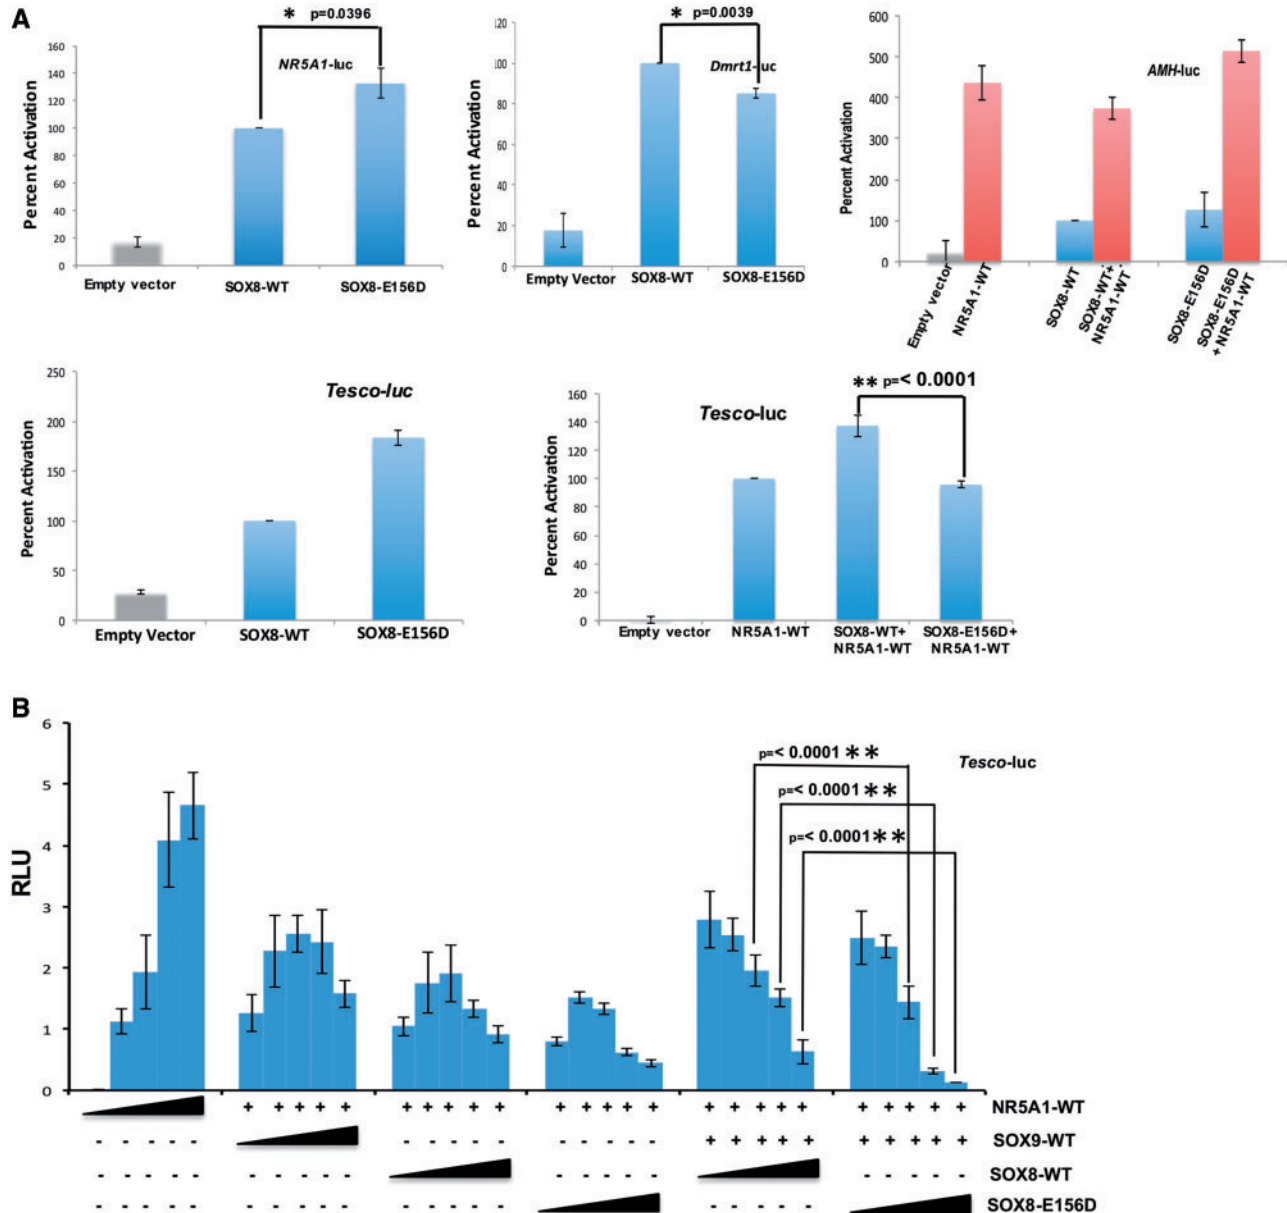 A
* p=0.0396
NR5A1-luc
Percent Activation
160
140
120
100
80
60
40
20
0
Empty vector
SOX8-WT
SOX8-E156D
* p=0.0039
Dmrt1-luc
Percent Activation
120
100
80
60
40
20
0
Empty vector
SOX8-WT
SOX8-E156D
AMH-luc
Percent Activation
600
500
400
300
200
100
0
Empty vector
NR5A1-WT
SOX8-WT
SOX8-WT+
NR5A1-WT
SOX8-E156D
SOX8-E156D
+ NR5A1-WT
Tesco-luc
Percent Activation
250
200
150
100
50
0
Empty Vector
SOX8-WT
SOX8-E156D
** p=< 0.0001
Tesco-luc
Percent Activation
160
140
120
100
80
60
40
20
0
Empty vector
NR5A1-WT
SOX8-WT+
NR5A1-WT
SOX8-E156D+
NR5A1-WT
B
RLU
6
5
4
3
2
1
0
p=< 0.0001 **
p=< 0.0001 **
p=< 0.0001 **
Tesco-luc
+ + + + + + + + + + + + + + + + + + + + + + + + + NR5A1-WT
- - - - - - - - - - - - - - - + + + + + + + + + + SOX9-WT
- - - - - - - - - - - - - - - - - - - - SOX8-WT
- - - - - - - - - - - - - - - - - - - - SOX8-E156D